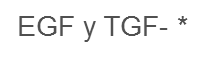 EGF y TGF- *